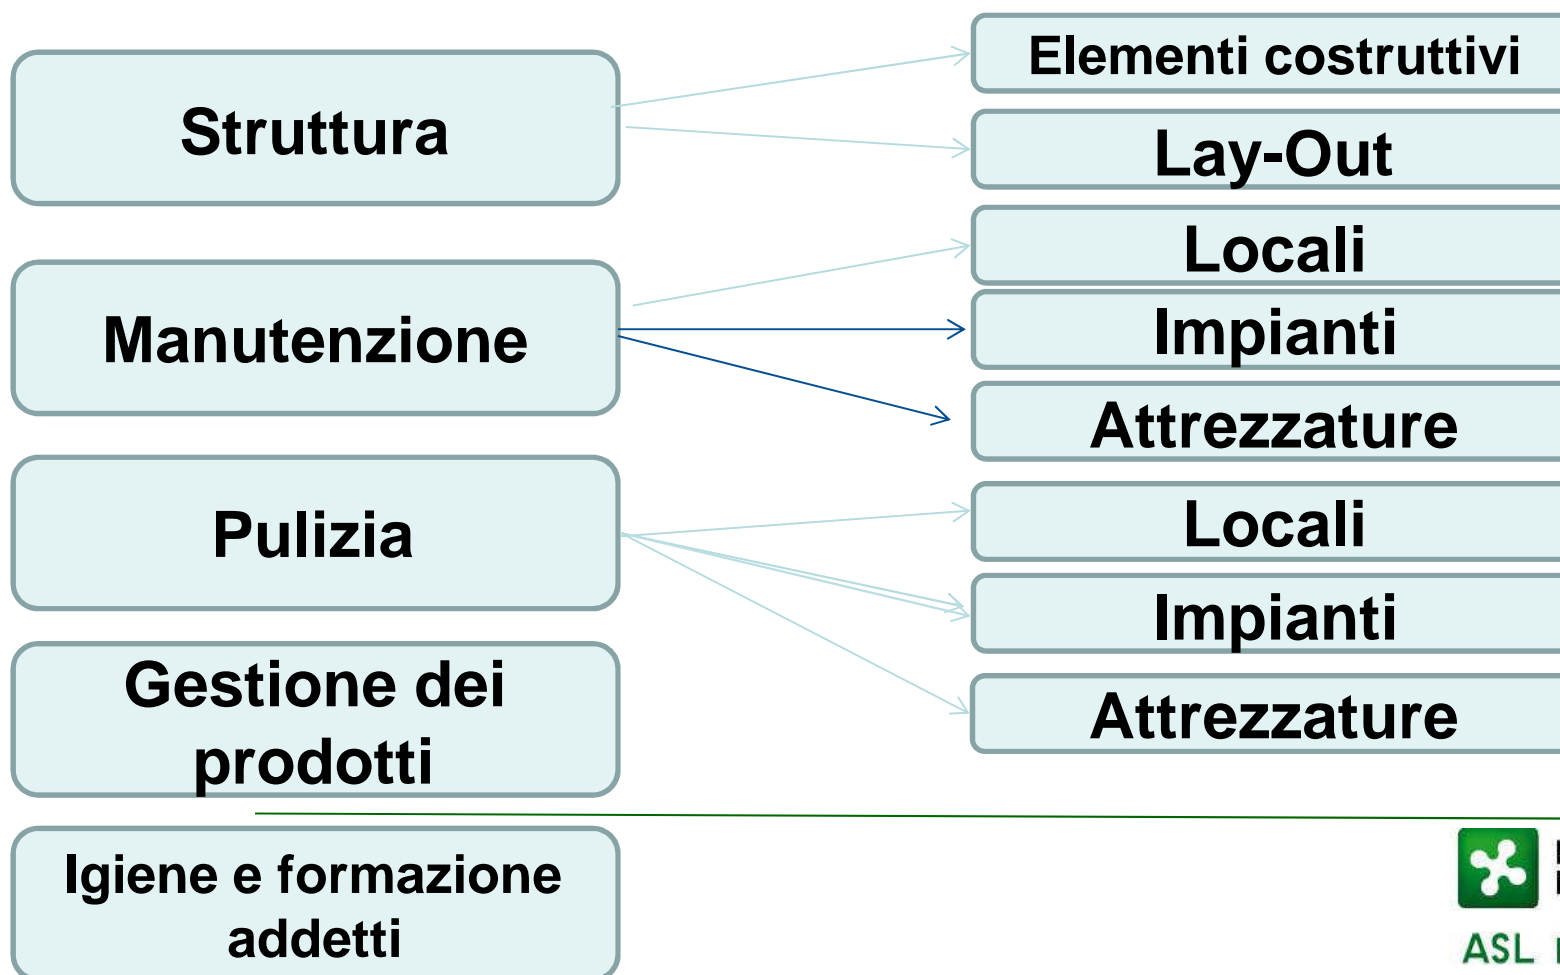 Struttura
Manutenzione
Pulizia
Gestione dei
prodotti
Igiene e formazione
addetti
Elementi costruttivi
Lay-Out
Locali
Impianti
Attrezzature
Locali
Impianti
Attrezzature
ASL